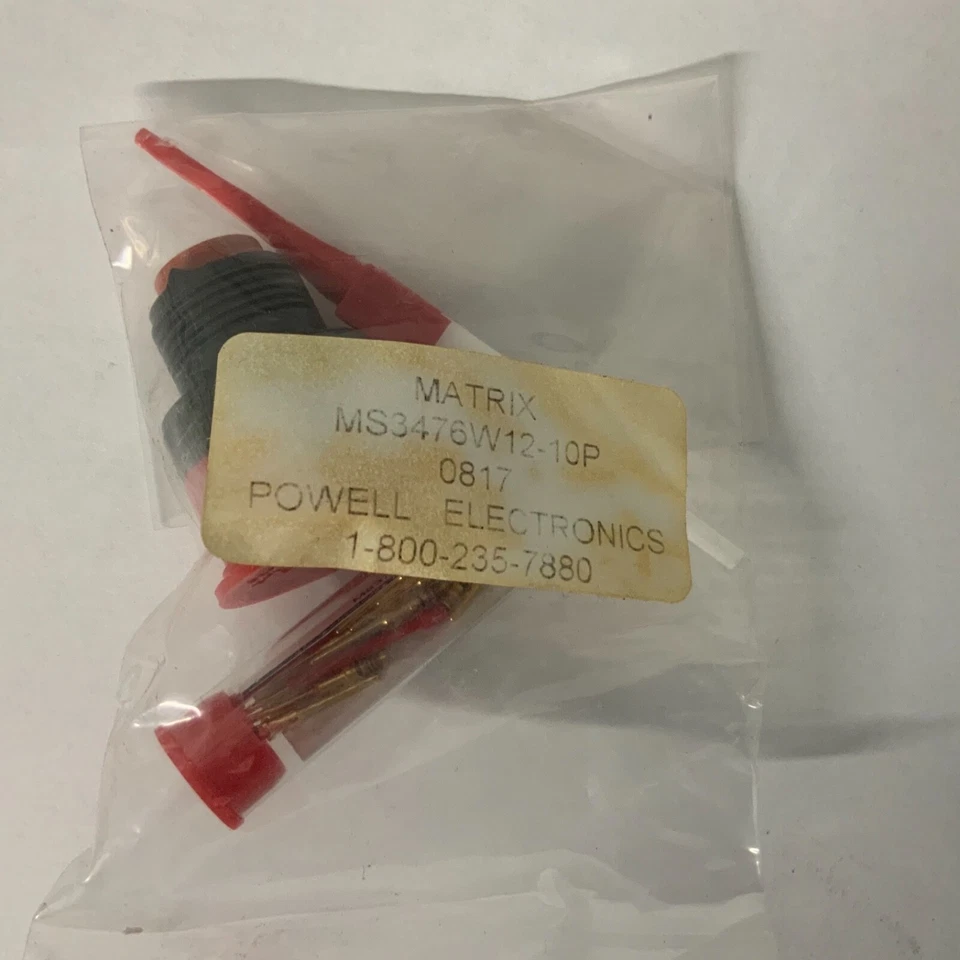 MATRIX
MS3476W12-10P
0817
POWELL ELECTRONICS
1-800-235-7880